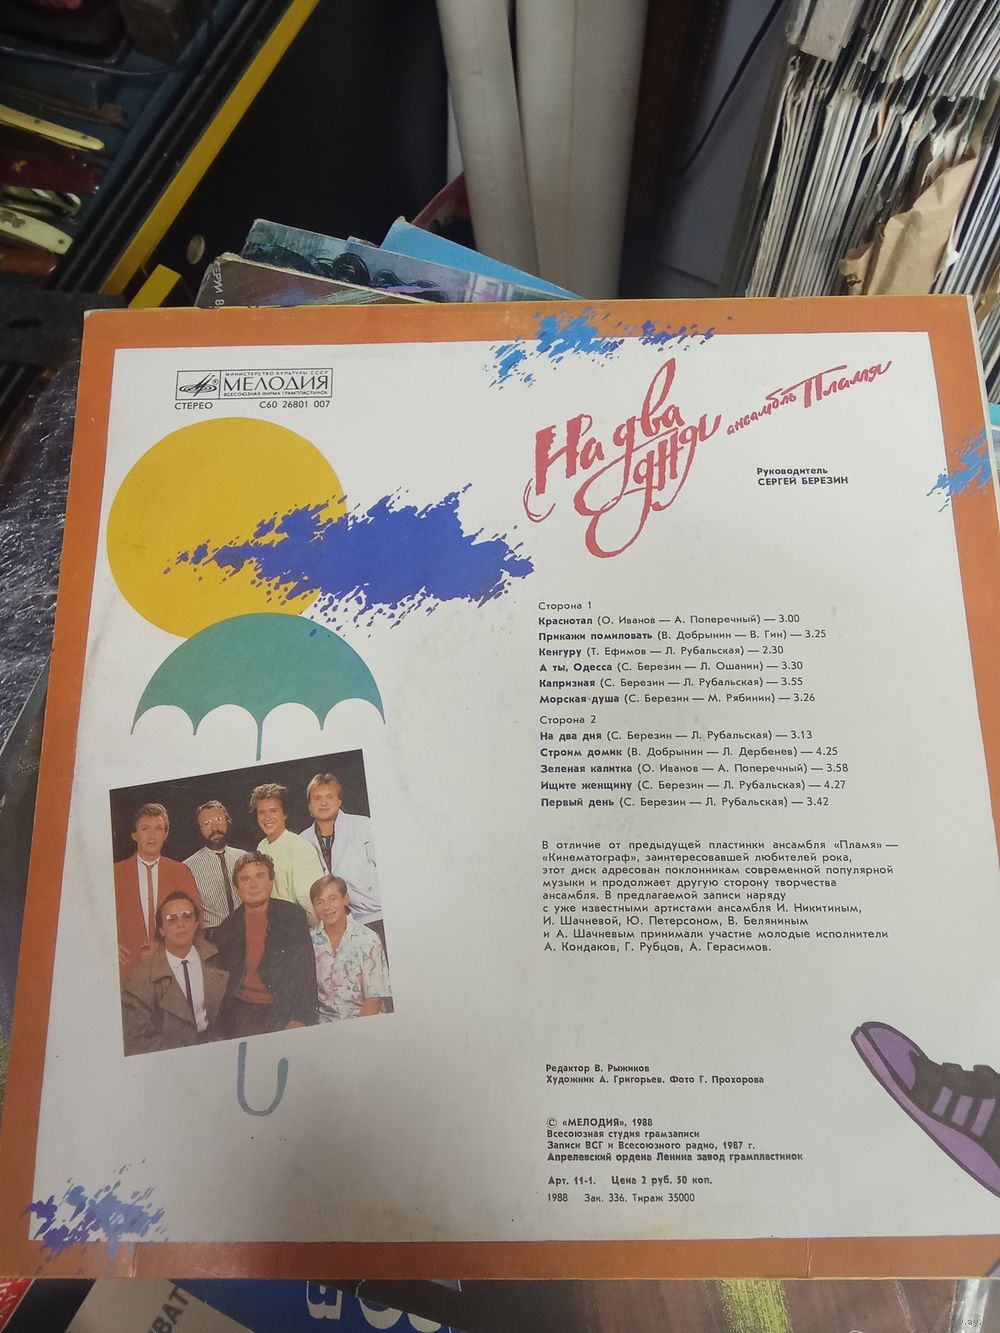 МИНИСТЕРСТВО КУЛЬТУРЫ СССР
МЕЛОДИЯ
ВСЕСОЮЗНАЯ ФИРМА ГРАМПЛАСТИНОК
СТЕРЕО С60 26801 007
На два дня
ансамбль Пламя
Руководитель
СЕРГЕЙ БЕРЕЗИН
Сторона 1
Краснотал (О. Иванов — А. Поперечный) — 3.00
Прикажи помиловать (В. Добрынин — В. Гин) — 3.25
Кенгуру (Т. Ефимов — Л. Рубальская) — 2.30
А ты, Одесса (С. Березин — Л. Ошанин) — 3.30
Капризная (С. Березин — Л. Рубальская) — 3.55
Морская душа (С. Березин — М. Рябинин) — 3.26
Сторона 2
На два дня (С. Березин — Л. Рубальская) — 3.13
Строим домик (В. Добрынин — Л. Дербенев) — 4.25
Зеленая калитка (О. Иванов — А. Поперечный) — 3.58
Ищите женщину (С. Березин — Л. Рубальская) — 4.27
Первый день (С. Березин — Л. Рубальская) — 3.42
В отличие от предыдущей пластинки ансамбля «Пламя» —
«Кинематограф», заинтересовавшей любителей рока,
этот диск адресован поклонникам современной популярной
музыки и продолжает другую сторону творчества
ансамбля. В предлагаемой записи наряду
с уже известными артистами ансамбля И. Никитиным,
И. Шачневой, Ю. Петерсоном, В. Беляниным
и А. Шачневым принимали участие молодые исполнители
А. Кондаков, Г. Рубцов, А. Герасимов.
Редактор В. Рыжиков
Художник А. Григорьев. Фото Г. Прохорова
© «МЕЛОДИЯ», 1988
Всесоюзная студия грамзаписи
Записи ВСГ и Всесоюзного радио, 1987 г.
Апрелевский ордена Ленина завод грампластинок
Арт. 11-1. Цена 2 руб. 50 коп.
1988 Зак. 336. Тираж 35000